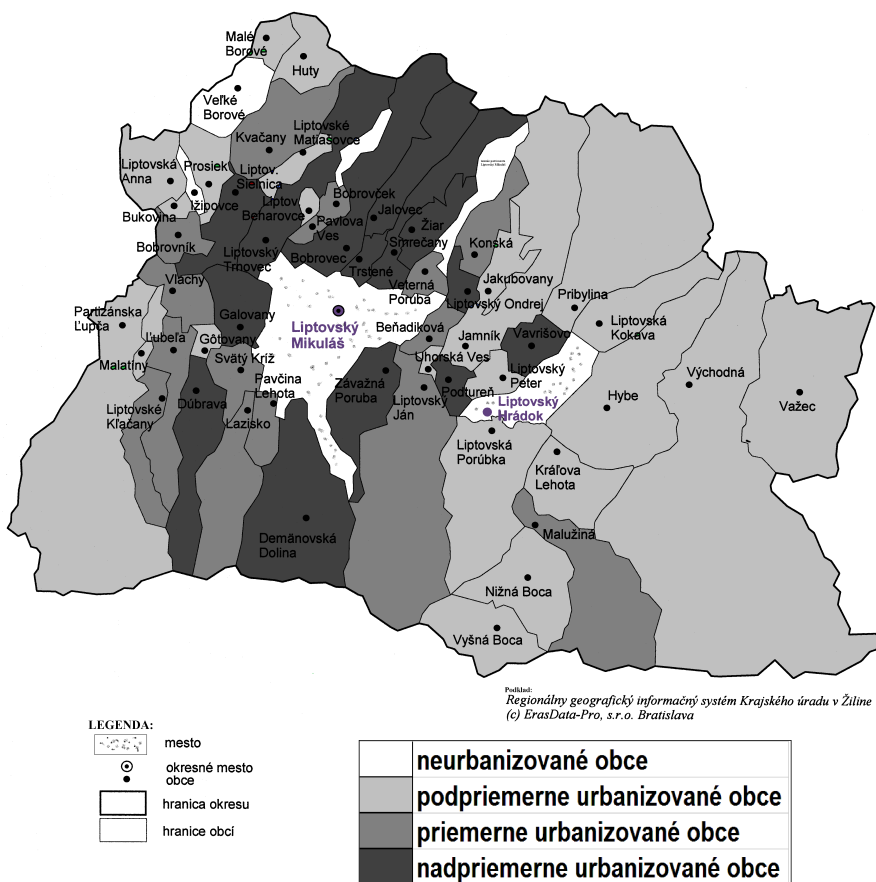 Malé
Borové
Huty
Veľké
Borové
Kvačany
Liptovské
Matiašovce
Liptovská
Anna
Prosiek
Liptov.
Sielnica
Ižipovce
Bukovina
Liptov.
Beňarovce
Bobrovček
Jalovec
Pavlova
Ves
Žiar
Smrečany
Bobrovník
Liptovský
Trnovec
Bobrovec
Trstené
Konská
Vlachy
Veterná
Poruba
Jakubovany
Liptovský Ondrej
Pribylina
Partizánska
Ľupča
Galovany
Liptovský
Mikuláš
Beňadiková
Liptovská
Kokava
Jamník
Vavrišovo
Ľubeľa
Gôtovany
Malatíny
Svätý Kríž
Uhorská Ves
Liptovský
Peter
Východná
Pavčina
Lehota
Závažná
Poruba
Podtureň
Liptovský
Ján
Liptovské
Kľačany
Dúbrava
Lazisko
Liptovský
Hrádok
Hybe
Važec
Liptovská
Porúbka
Kráľova
Lehota
Demänovská
Dolina
Malužiná
Nižná Boca
Vyšná Boca
Podklad:
Regionálny geografický informačný systém Krajského úradu v Žiline
(c) ErasData-Pro, s.r.o. Bratislava
LEGENDA:
mesto
okresné mesto
obce
hranica okresu
hranice obcí
neurbanizované obce
podpriemerne urbanizované obce
priemerne urbanizované obce
nadpriemerne urbanizované obce